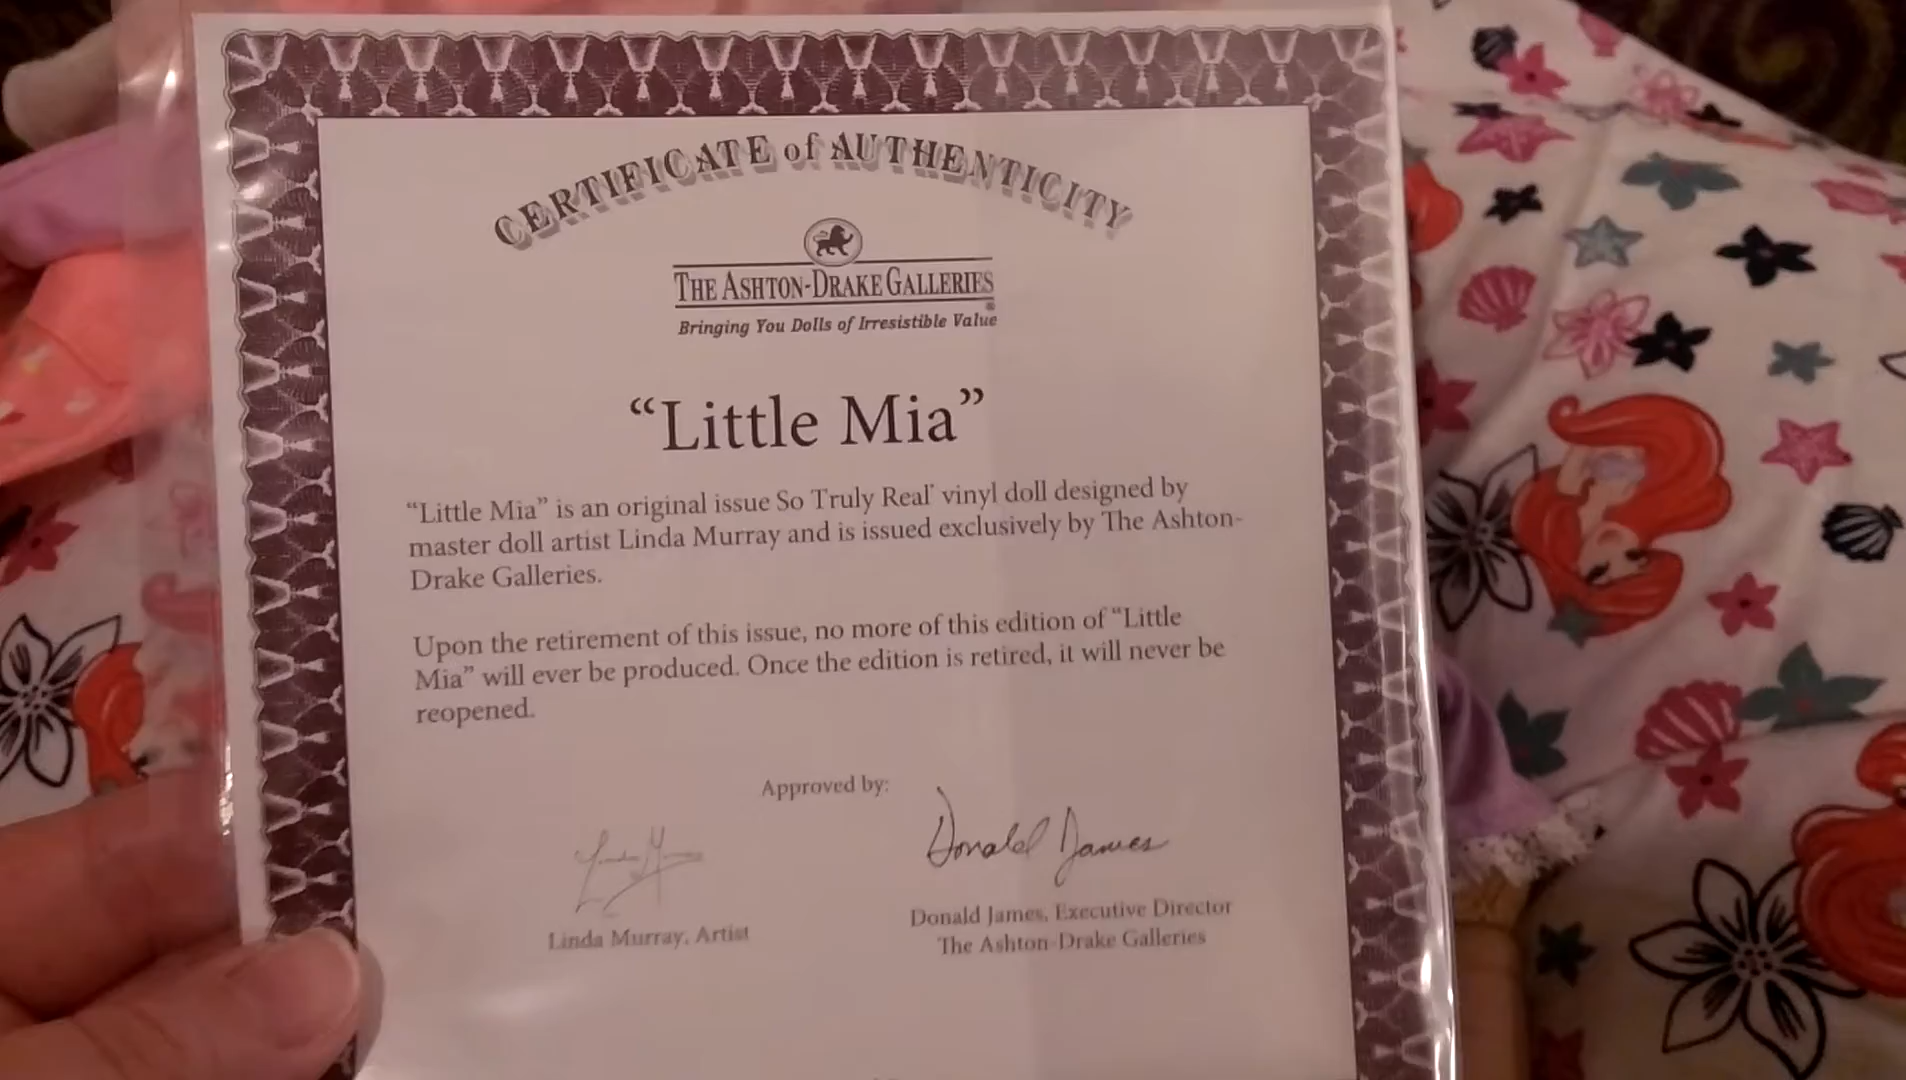 CERTIFICATE of AUTHENTICITY
THE ASHTON-DRAKE GALLERIES®
Bringing You Dolls of Irresistible Value
“Little Mia”
“Little Mia” is an original issue So Truly Real® vinyl doll designed by
master doll artist Linda Murray and is issued exclusively by The Ashton-
Drake Galleries.
Upon the retirement of this issue, no more of this edition of “Little
Mia” will ever be produced. Once the edition is retired, it will never be
reopened.
Approved by:
Linda Murray
Donald James
Linda Murray, Artist
Donald James, Executive Director
The Ashton-Drake Galleries